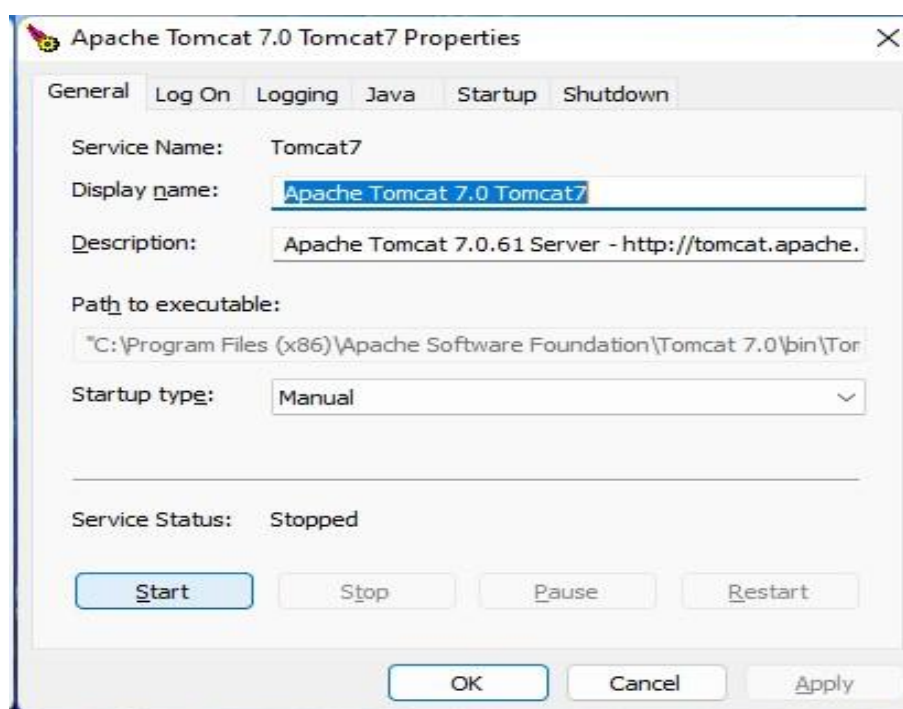 Apache Tomcat 7.0 Tomcat7 Properties
General Log On Logging Java Startup Shutdown
Service Name: Tomcat7
Display name: Apache Tomcat 7.0 Tomcat7
Description: Apache Tomcat 7.0.61 Server - http://tomcat.apache.
Path to executable:
"C:\Program Files (x86)\Apache Software Foundation\Tomcat 7.0\bin\Tor
Startup type: Manual
Service Status: Stopped
Start Stop Pause Restart
OK Cancel Apply